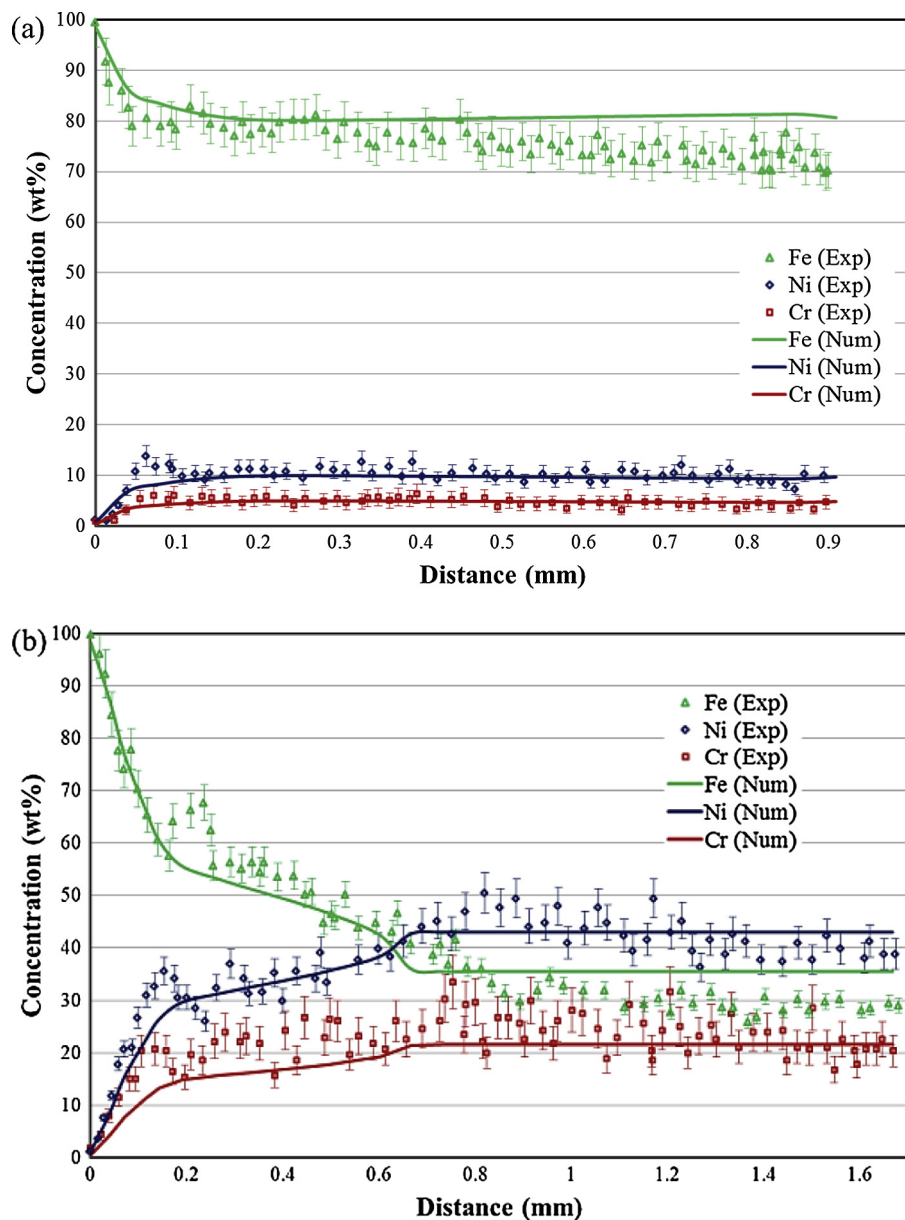 (a)
100
90
80
70
60
50
40
30
20
10
0
Concentration (wt%)
Fe (Exp)
Ni (Exp)
Cr (Exp)
Fe (Num)
Ni (Num)
Cr (Num)
0 0.1 0.2 0.3 0.4 0.5 0.6 0.7 0.8 0.9
Distance (mm)
(b)
100
90
80
70
60
50
40
30
20
10
0
Concentration (wt%)
Fe (Exp)
Ni (Exp)
Cr (Exp)
Fe (Num)
Ni (Num)
Cr (Num)
0 0.2 0.4 0.6 0.8 1 1.2 1.4 1.6
Distance (mm)